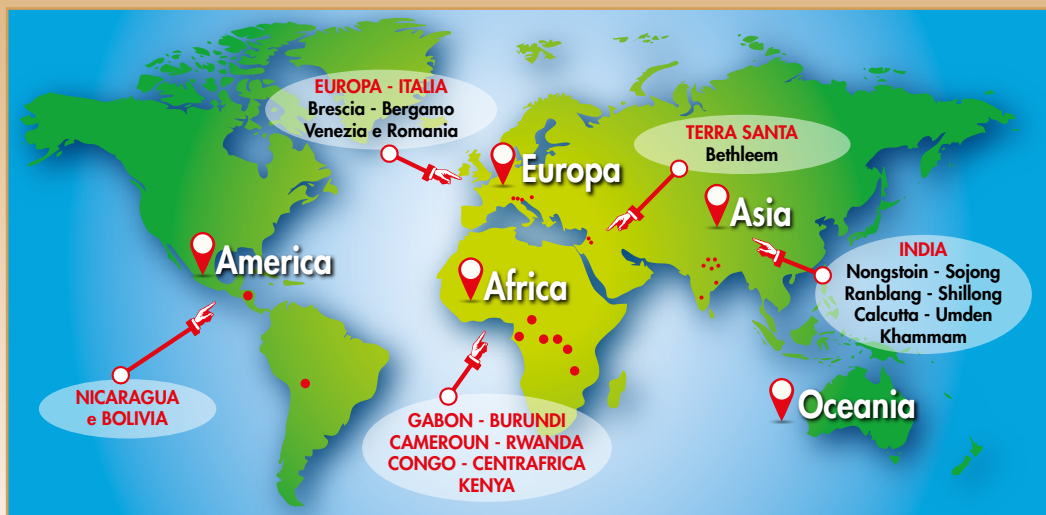 EUROPA - ITALIA
Brescia - Bergamo
Venezia e Romania
TERRA SANTA
Bethleem
Europa
Asia
America
Africa
INDIA
Nongstoin - Sojong
Ranblang - Shillong
Calcutta - Umden
Khammam
NICARAGUA
e BOLIVIA
GABON - BURUNDI
CAMEROUN - RWANDA
CONGO - CENTRAFRICA
KENYA
Oceania